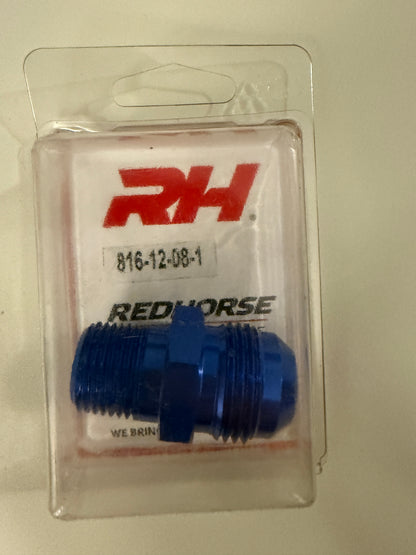 RH®
816-12-08-1
REDHORSE
WE BRING